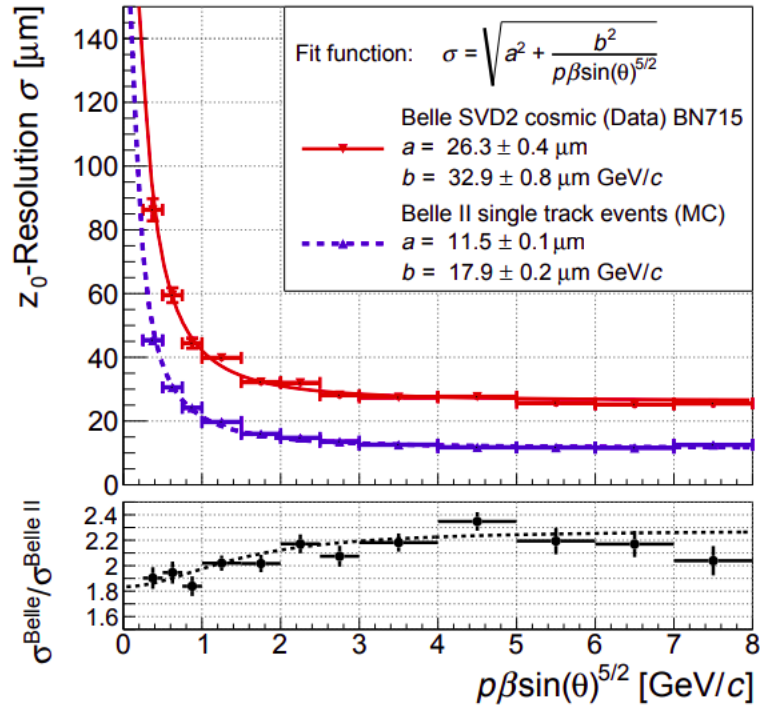 z₀-Resolution σ [μm]
140
120
100
80
60
40
20
0
Fit function: σ = √(a² + b² / pβsin(θ)^5/2)
Belle SVD2 cosmic (Data) BN715
a = 26.3 ± 0.4 μm
b = 32.9 ± 0.8 μm GeV/c
Belle II single track events (MC)
a = 11.5 ± 0.1 μm
b = 17.9 ± 0.2 μm GeV/c
σ^Belle/σ^Belle II
2.4
2.2
2
1.8
1.6
0 1 2 3 4 5 6 7 8
pβsin(θ)^5/2 [GeV/c]